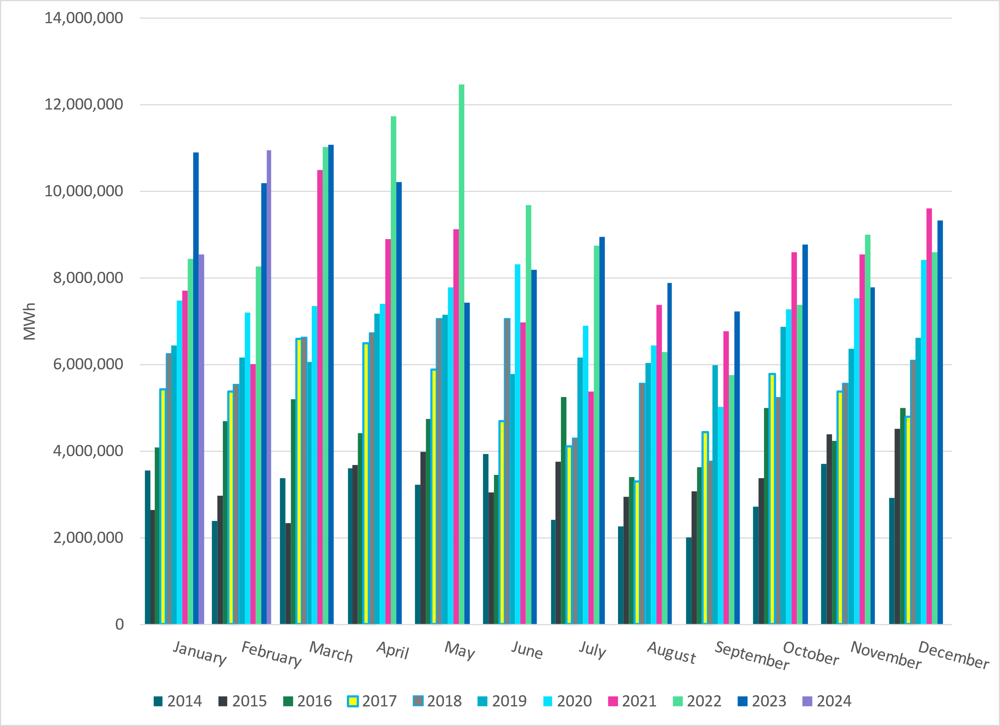 14,000,000
12,000,000
10,000,000
8,000,000
6,000,000
4,000,000
2,000,000
0
MWh
January February March April May June July August September October November December
2014 2015 2016 2017 2018 2019 2020 2021 2022 2023 2024